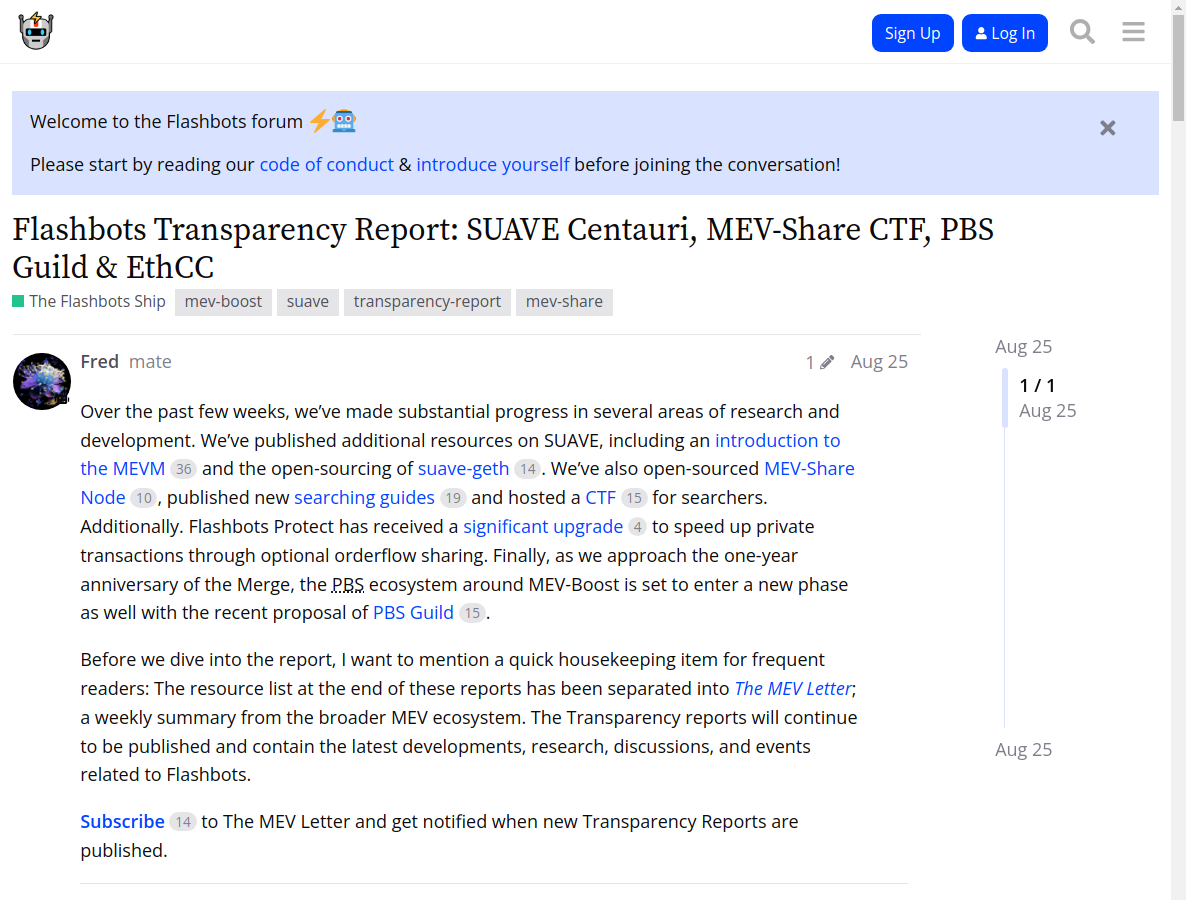 Sign Up
Log In
Welcome to the Flashbots forum
Please start by reading our code of conduct & introduce yourself before joining the conversation!
Flashbots Transparency Report: SUAVE Centauri, MEV-Share CTF, PBS
Guild & EthCC
The Flashbots Ship mev-boost suave transparency-report mev-share
Fred mate 1 Aug 25
Over the past few weeks, we’ve made substantial progress in several areas of research and
development. We’ve published additional resources on SUAVE, including an introduction to
the MEVM 36 and the open-sourcing of suave-geth 14 . We’ve also open-sourced MEV-Share
Node 10 , published new searching guides 19 and hosted a CTF 15 for searchers.
Additionally. Flashbots Protect has received a significant upgrade 4 to speed up private
transactions through optional orderflow sharing. Finally, as we approach the one-year
anniversary of the Merge, the PBS ecosystem around MEV-Boost is set to enter a new phase
as well with the recent proposal of PBS Guild 15 .
Before we dive into the report, I want to mention a quick housekeeping item for frequent
readers: The resource list at the end of these reports has been separated into The MEV Letter;
a weekly summary from the broader MEV ecosystem. The Transparency reports will continue
to be published and contain the latest developments, research, discussions, and events
related to Flashbots.
Subscribe 14 to The MEV Letter and get notified when new Transparency Reports are
published.
Aug 25
1 / 1
Aug 25
Aug 25